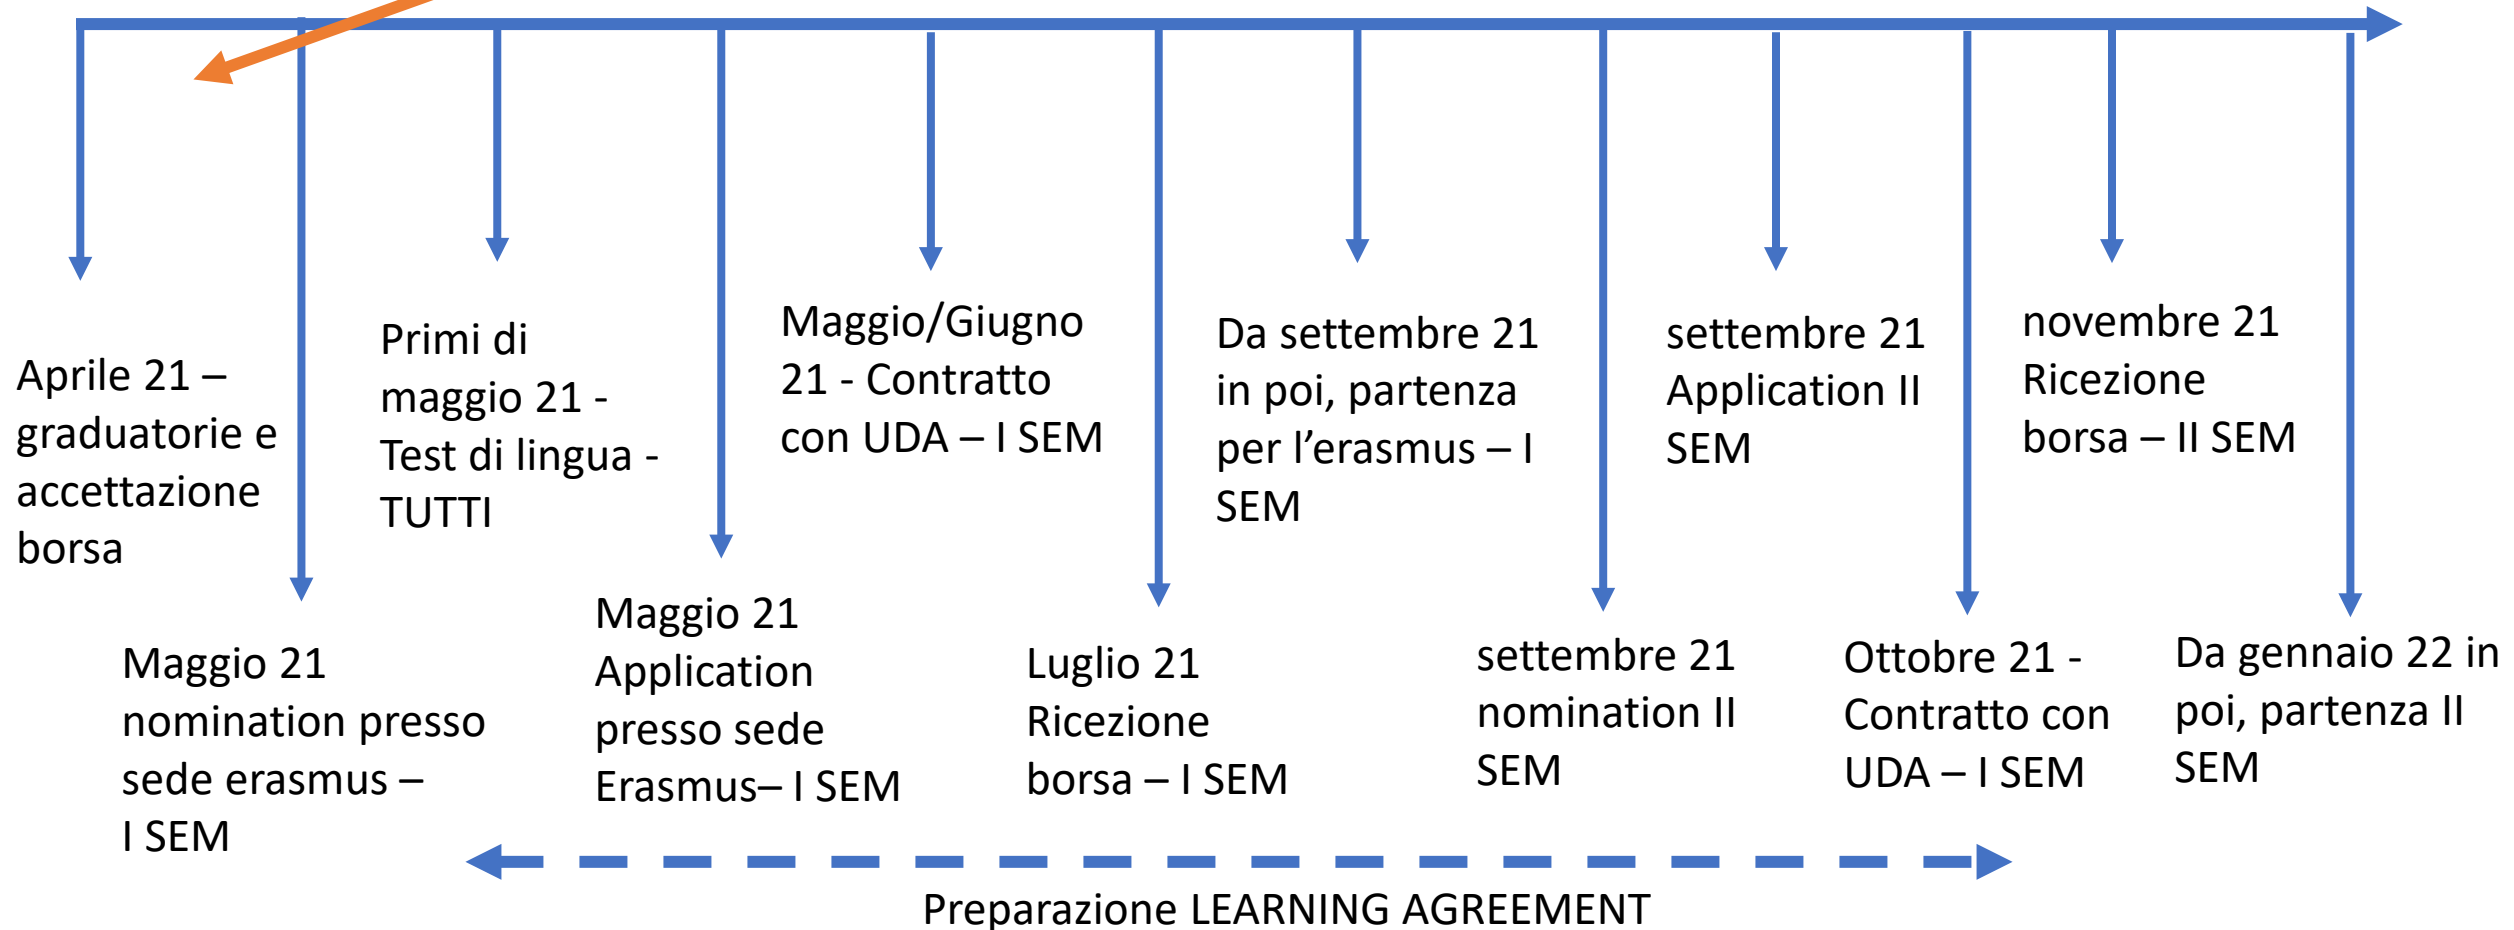 Aprile 21 –
graduatorie e
accettazione
borsa
Maggio 21
nomination presso
sede erasmus –
I SEM
Primi di
maggio 21 -
Test di lingua -
TUTTI
Maggio 21
Application
presso sede
Erasmus– I SEM
Maggio/Giugno
21 - Contratto
con UDA – I SEM
Luglio 21
Ricezione
borsa – I SEM
Da settembre 21
in poi, partenza
per l’erasmus – I
SEM
settembre 21
nomination II
SEM
settembre 21
Application II
SEM
Ottobre 21 -
Contratto con
UDA – I SEM
novembre 21
Ricezione
borsa – II SEM
Da gennaio 22 in
poi, partenza II
SEM
Preparazione LEARNING AGREEMENT